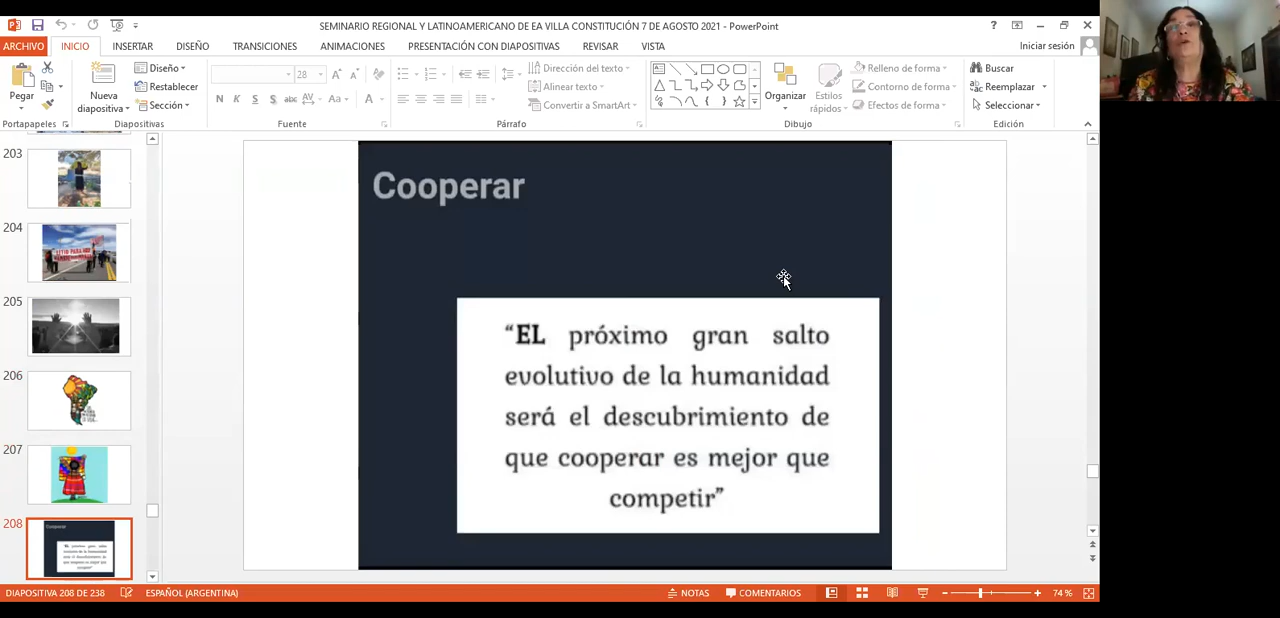 SEMINARIO REGIONAL Y LATINOAMERICANO DE EA VILLA CONSTITUCIÓN 7 DE AGOSTO 2021 - PowerPoint
ARCHIVO INICIO INSERTAR DISEÑO TRANSICIONES ANIMACIONES PRESENTACIÓN CON DIAPOSITIVAS REVISAR VISTA Iniciar sesión
Pegar
Nueva diapositiva
Diseño
Restablecer
Sección
28
N K S S abc AV Aa A
Dirección del texto
Alinear texto
Convertir a SmartArt
Organizar
Estilos rápidos
Relleno de forma
Contorno de forma
Efectos de forma
Buscar
Reemplazar
Seleccionar
Portapapeles Diapositivas Fuente Párrafo Dibujo Edición
203
204
205
206
207
208
Cooperar
“EL próximo gran salto
evolutivo de la humanidad
será el descubrimiento de
que cooperar es mejor que
competir”
DIAPOSITIVA 208 DE 238 ESPAÑOL (ARGENTINA) NOTAS COMENTARIOS 74 %